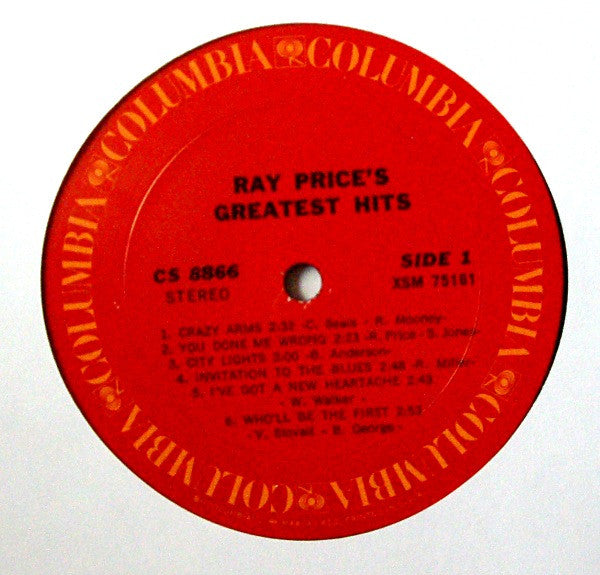 COLUMBIA COLUMBIA COLUMBIA COLUMBIA COLUMBIA COLUMBIA
RAY PRICE'S
GREATEST HITS
CS 8866
STEREO
SIDE 1
XSM 75181
1. CRAZY ARMS 2:32 -C. Seals - R. Mooney-
2. YOU DONE ME WRONG 2:23 -R. Price - S. Jones-
3. CITY LIGHTS 3:00 -B. Anderson-
4. INVITATION TO THE BLUES 2:48 -R. Miller-
5. I'VE GOT A NEW HEARTACHE 2:43
- W. Walker -
6. WHO'LL BE THE FIRST 2:53
-V. Stovall - B. George -